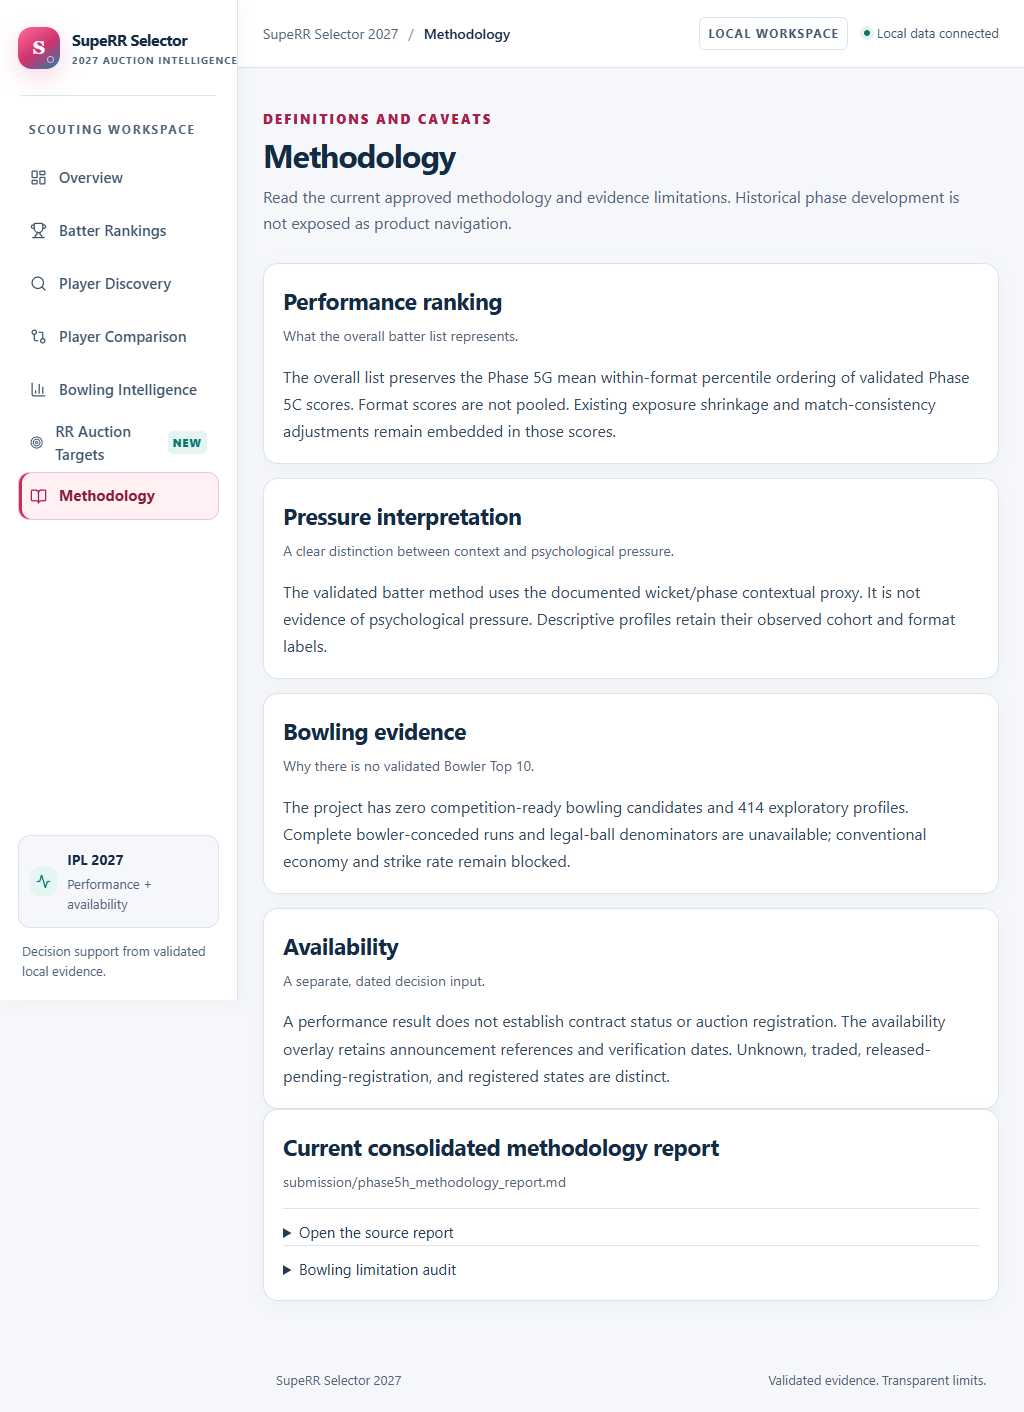 S
SupeRR Selector
2027 AUCTION INTELLIGENCE
SCOUTING WORKSPACE
Overview
Batter Rankings
Player Discovery
Player Comparison
Bowling Intelligence
RR Auction
Targets
NEW
Methodology
IPL 2027
Performance +
availability
Decision support from validated
local evidence.
SupeRR Selector 2027 / Methodology
LOCAL WORKSPACE
Local data connected
DEFINITIONS AND CAVEATS
Methodology
Read the current approved methodology and evidence limitations. Historical phase development is
not exposed as product navigation.
Performance ranking
What the overall batter list represents.
The overall list preserves the Phase 5G mean within-format percentile ordering of validated Phase
5C scores. Format scores are not pooled. Existing exposure shrinkage and match-consistency
adjustments remain embedded in those scores.
Pressure interpretation
A clear distinction between context and psychological pressure.
The validated batter method uses the documented wicket/phase contextual proxy. It is not
evidence of psychological pressure. Descriptive profiles retain their observed cohort and format
labels.
Bowling evidence
Why there is no validated Bowler Top 10.
The project has zero competition-ready bowling candidates and 414 exploratory profiles.
Complete bowler-conceded runs and legal-ball denominators are unavailable; conventional
economy and strike rate remain blocked.
Availability
A separate, dated decision input.
A performance result does not establish contract status or auction registration. The availability
overlay retains announcement references and verification dates. Unknown, traded, released-
pending-registration, and registered states are distinct.
Current consolidated methodology report
submission/phase5h_methodology_report.md
Open the source report
Bowling limitation audit
SupeRR Selector 2027
Validated evidence. Transparent limits.